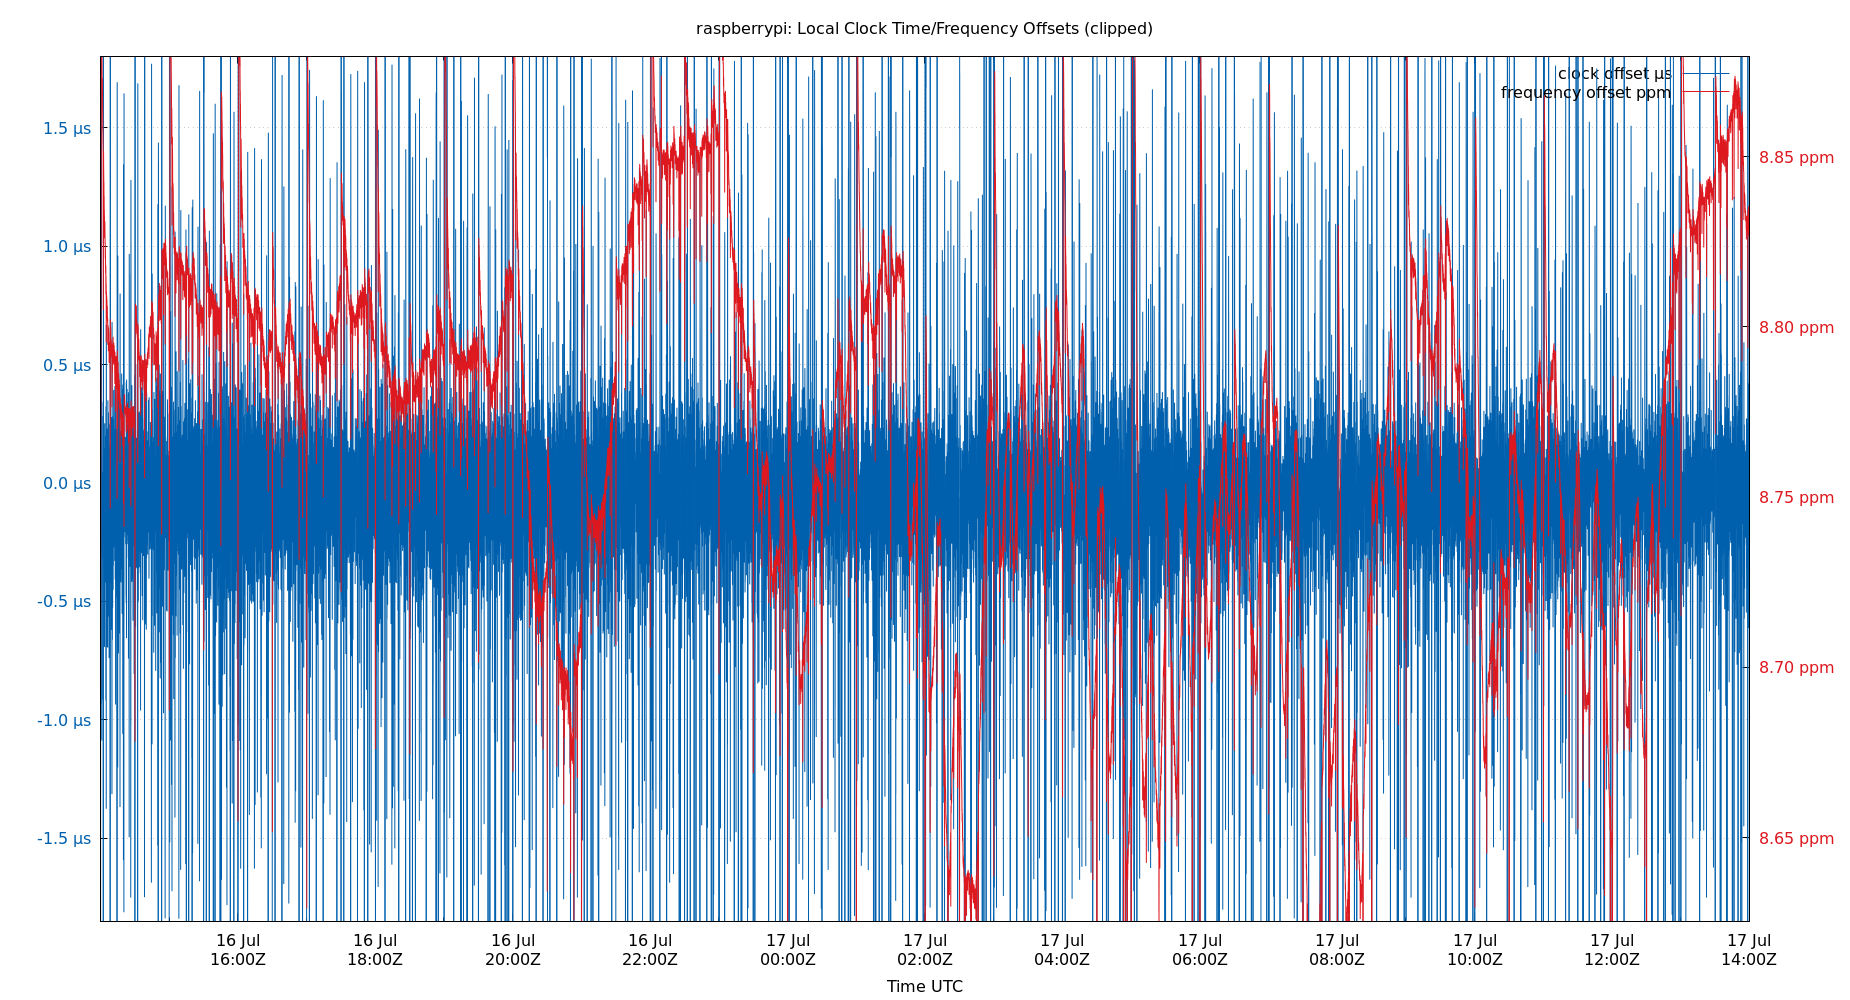 raspberrypi: Local Clock Time/Frequency Offsets (clipped)
clock offset µs
frequency offset ppm
1.5 µs
1.0 µs
0.5 µs
0.0 µs
-0.5 µs
-1.0 µs
-1.5 µs
8.85 ppm
8.80 ppm
8.75 ppm
8.70 ppm
8.65 ppm
16 Jul 16 Jul 16 Jul 16 Jul 17 Jul 17 Jul 17 Jul 17 Jul 17 Jul 17 Jul 17 Jul 17 Jul
16:00Z 18:00Z 20:00Z 22:00Z 00:00Z 02:00Z 04:00Z 06:00Z 08:00Z 10:00Z 12:00Z 14:00Z
Time UTC